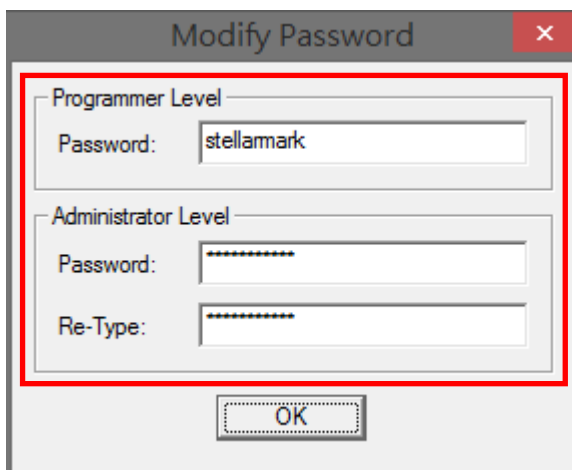 Modify Password
Programmer Level
Password: stellarmark
Administrator Level
Password: ***********
Re-Type: ***********
OK